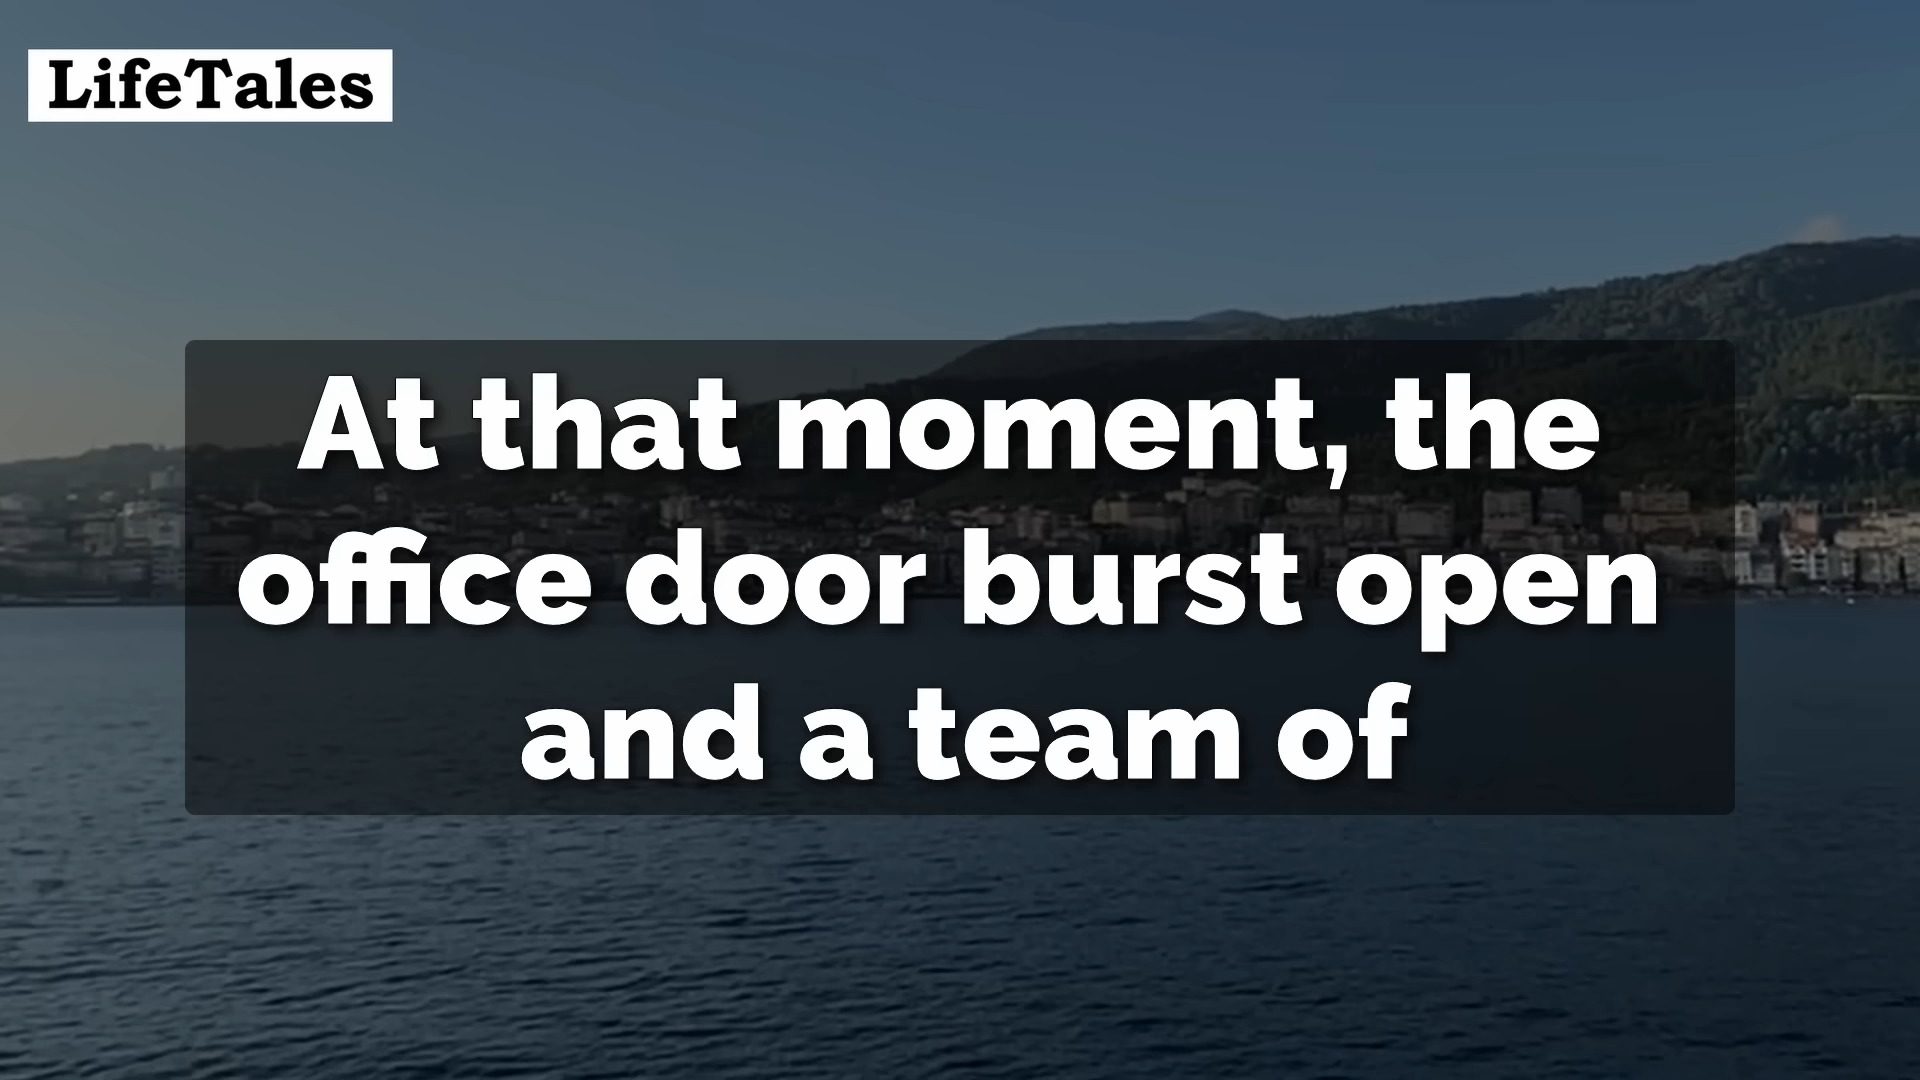 LifeTales
At that moment, the
office door burst open
and a team of